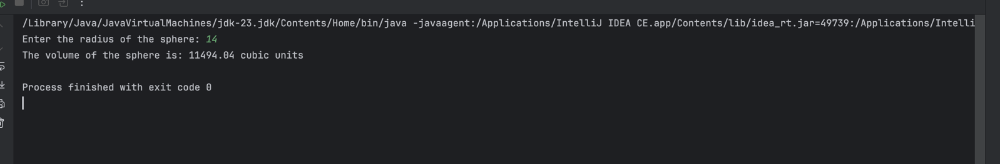 /Library/Java/JavaVirtualMachines/jdk-23.jdk/Contents/Home/bin/java -javaagent:/Applications/IntelliJ IDEA CE.app/Contents/lib/idea_rt.jar=49739:/Applications/Intelli
Enter the radius of the sphere: 14
The volume of the sphere is: 11494.04 cubic units
Process finished with exit code 0